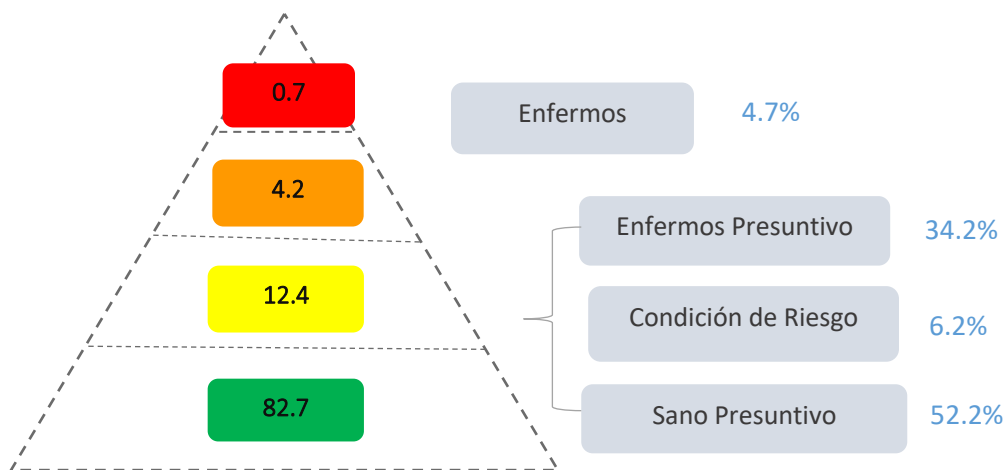 0.7
Enfermos 4.7%
4.2
Enfermos Presuntivo 34.2%
12.4
Condición de Riesgo 6.2%
82.7
Sano Presuntivo 52.2%